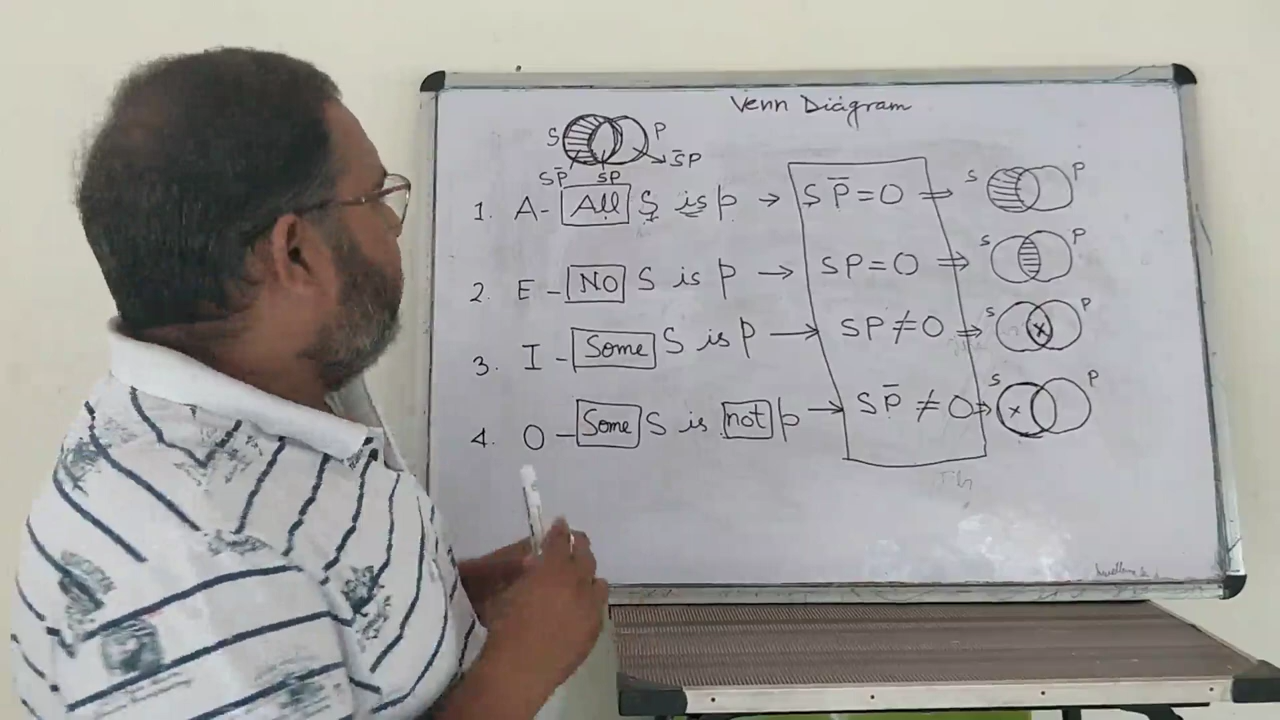 Venn Diagram
S P
SP̄ SP S̄P
1. A- All S is p → SP̄=0 ⇒ S P
2. E - NO S is p → SP=0 ⇒ S P
3. I - Some S is p → SP≠0 ⇒ S x P
4. O - Some S is not p → SP̄≠0 ⇒ S x P